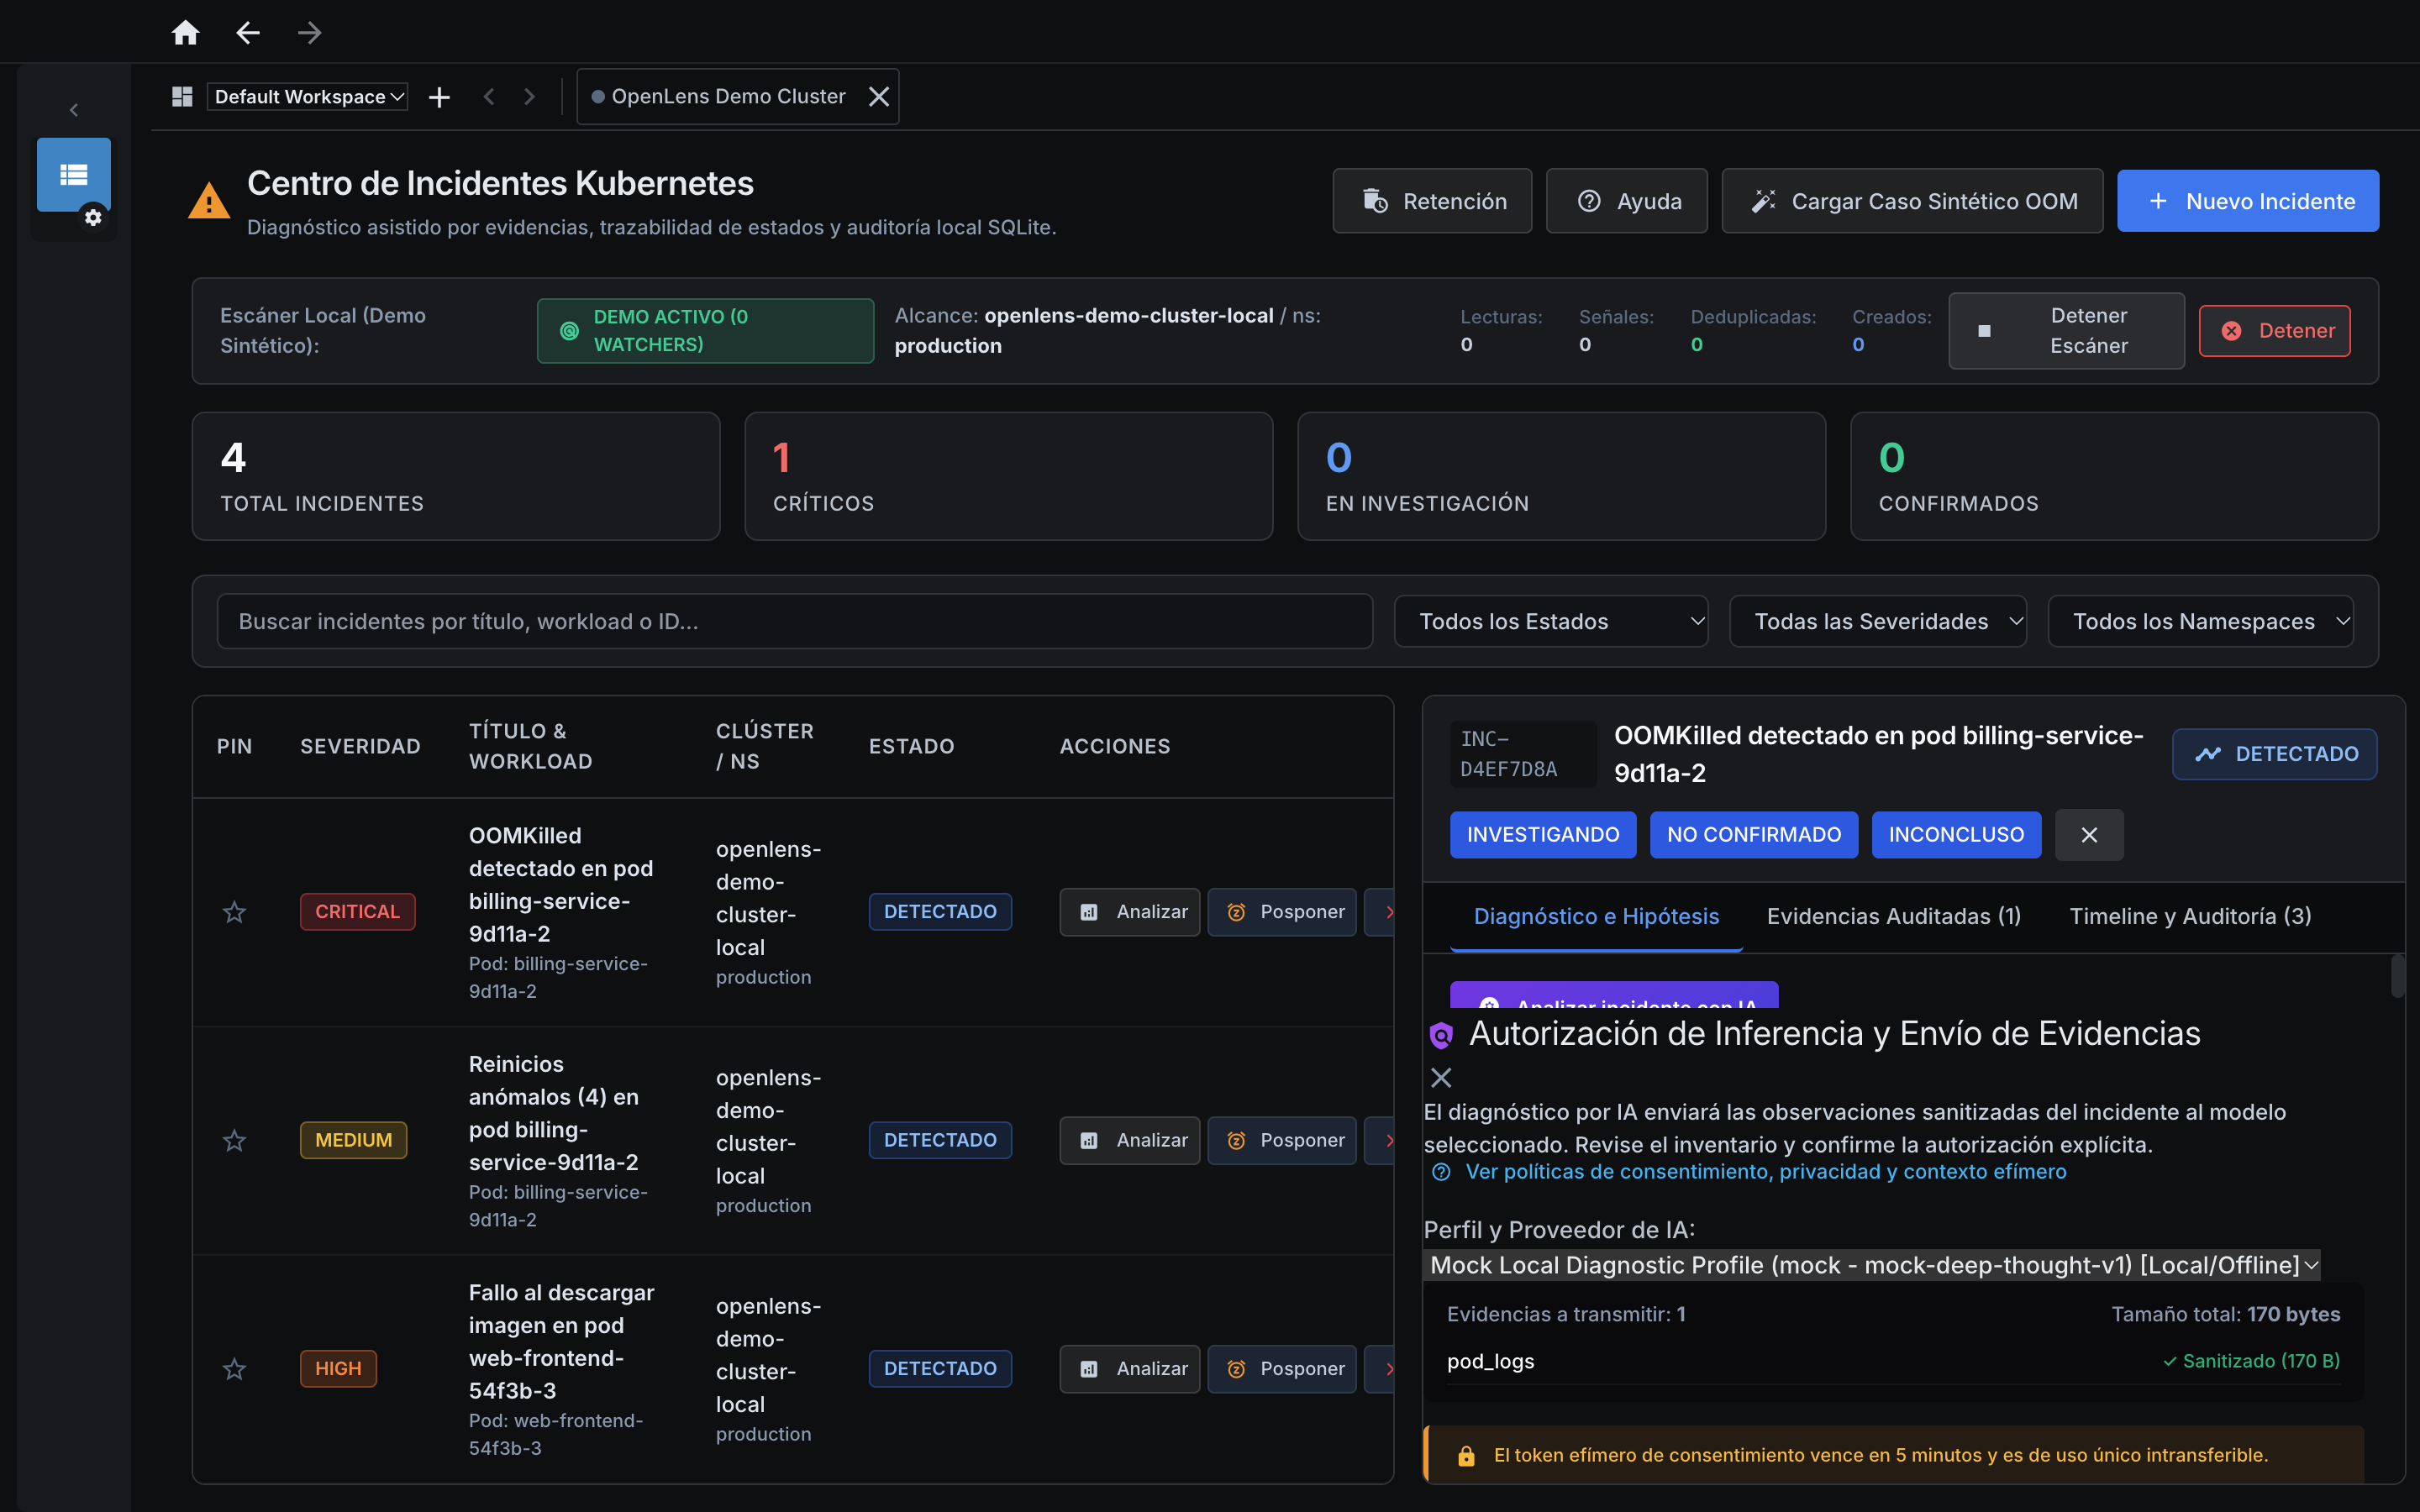 Default Workspace
OpenLens Demo Cluster
Centro de Incidentes Kubernetes
Diagnóstico asistido por evidencias, trazabilidad de estados y auditoría local SQLite.
Retención
Ayuda
Cargar Caso Sintético OOM
Nuevo Incidente
Escáner Local (Demo
Sintético):
DEMO ACTIVO (0
WATCHERS)
Alcance: openlens-demo-cluster-local / ns:
production
Lecturas:
0
Señales:
0
Deduplicadas:
0
Creados:
0
Detener
Escáner
Detener
4
TOTAL INCIDENTES
1
CRÍTICOS
0
EN INVESTIGACIÓN
0
CONFIRMADOS
Buscar incidentes por título, workload o ID...
Todos los Estados
Todas las Severidades
Todos los Namespaces
PIN
SEVERIDAD
TÍTULO &
WORKLOAD
CLÚSTER
/ NS
ESTADO
ACCIONES
CRITICAL
OOMKilled
detectado en pod
billing-service-
9d11a-2
Pod: billing-service-
9d11a-2
openlens-
demo-
cluster-
local
production
DETECTADO
Analizar
Posponer
MEDIUM
Reinicios
anómalos (4) en
pod billing-
service-9d11a-2
Pod: billing-service-
9d11a-2
openlens-
demo-
cluster-
local
production
DETECTADO
Analizar
Posponer
HIGH
Fallo al descargar
imagen en pod
web-frontend-
54f3b-3
Pod: web-frontend-
54f3b-3
openlens-
demo-
cluster-
local
production
DETECTADO
Analizar
Posponer
INC-
D4EF7D8A
OOMKilled detectado en pod billing-service-
9d11a-2
DETECTADO
INVESTIGANDO
NO CONFIRMADO
INCONCLUSO
Diagnóstico e Hipótesis
Evidencias Auditadas (1)
Timeline y Auditoría (3)
Analizar incidente con IA
Autorización de Inferencia y Envío de Evidencias
El diagnóstico por IA enviará las observaciones sanitizadas del incidente al modelo
seleccionado. Revise el inventario y confirme la autorización explícita.
Ver políticas de consentimiento, privacidad y contexto efímero
Perfil y Proveedor de IA:
Mock Local Diagnostic Profile (mock - mock-deep-thought-v1) [Local/Offline]
Evidencias a transmitir: 1
Tamaño total: 170 bytes
pod_logs
✓ Sanitizado (170 B)
El token efímero de consentimiento vence en 5 minutos y es de uso único intransferible.